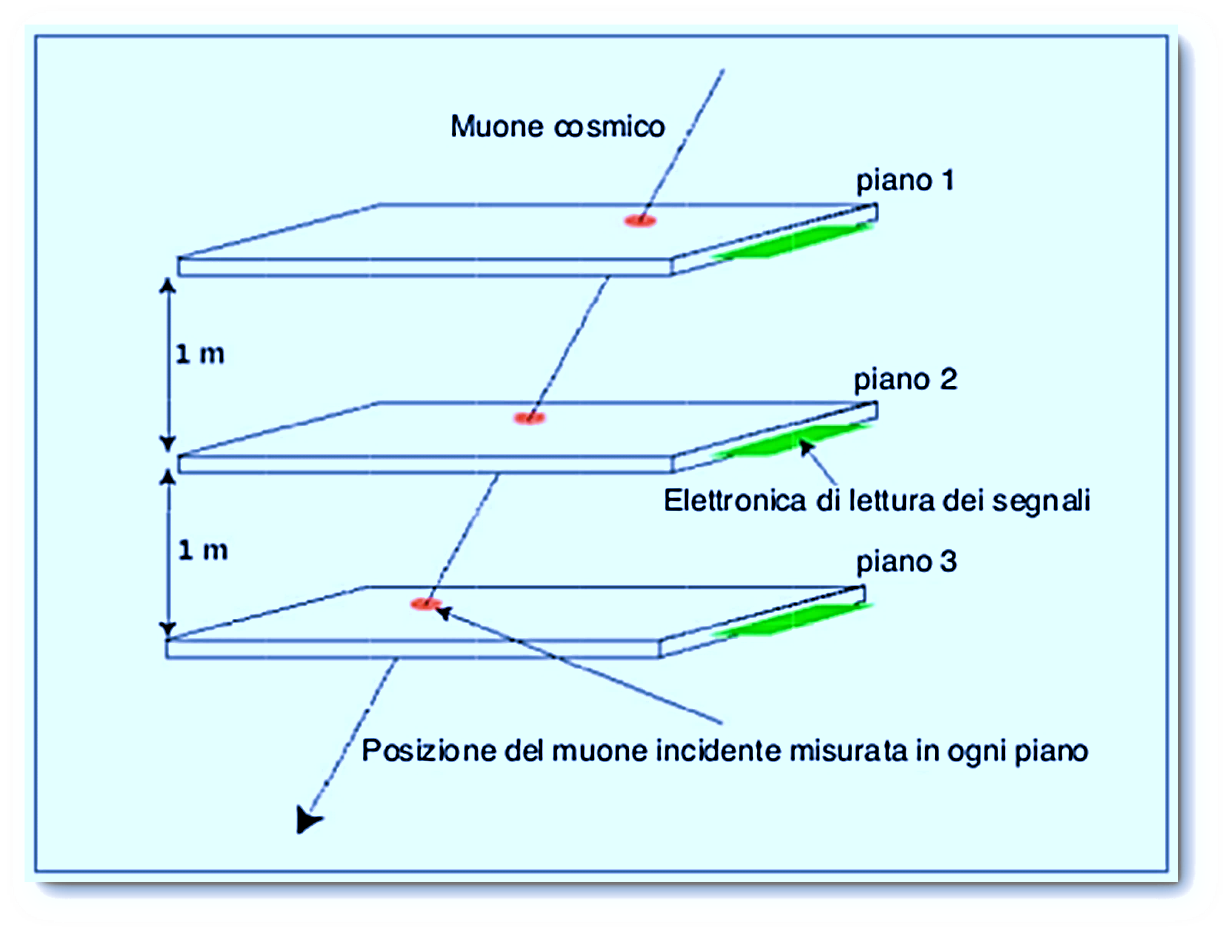 Muone cosmico
piano 1
1 m
piano 2
Elettronica di lettura dei segnali
1 m
piano 3
Posizione del muone incidente misurata in ogni piano